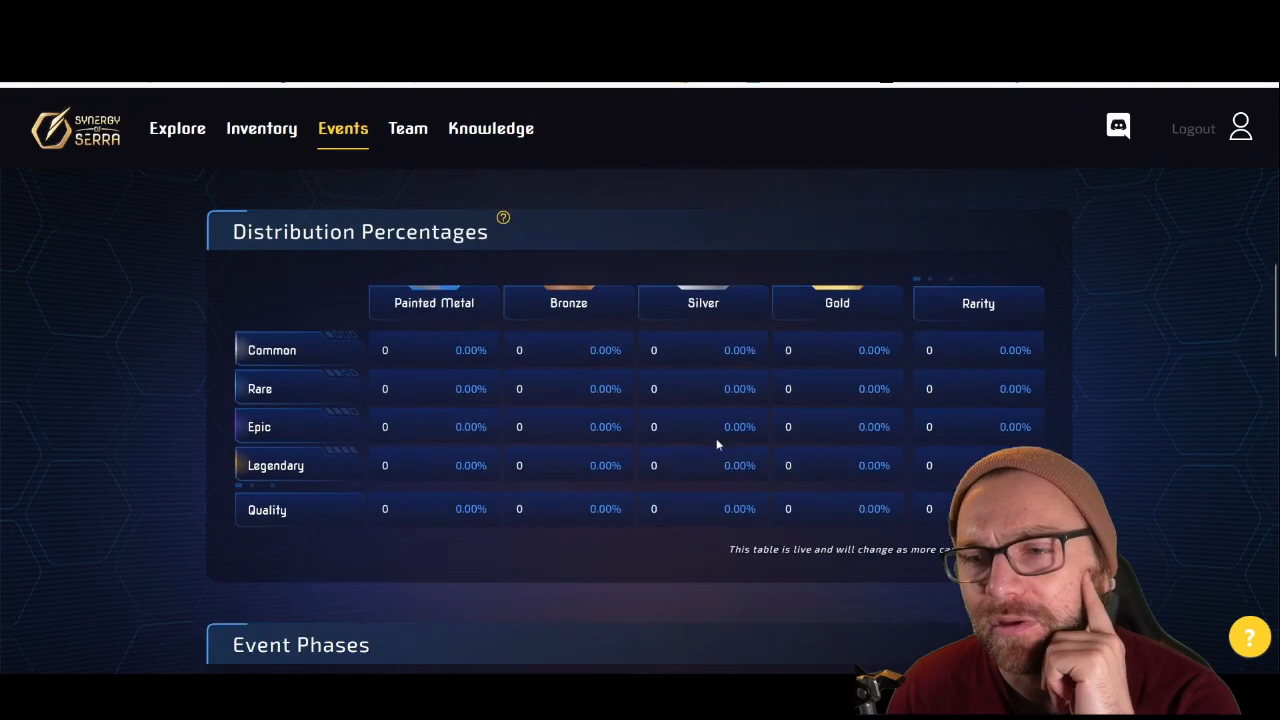 SYNERGY OF SERRA
Explore Inventory Events Team Knowledge
Logout
Distribution Percentages ?
Painted Metal Bronze Silver Gold Rarity
Common 0 0.00% 0 0.00% 0 0.00% 0 0.00% 0 0.00%
Rare 0 0.00% 0 0.00% 0 0.00% 0 0.00% 0 0.00%
Epic 0 0.00% 0 0.00% 0 0.00% 0 0.00% 0 0.00%
Legendary 0 0.00% 0 0.00% 0 0.00% 0 0.00% 0
Quality 0 0.00% 0 0.00% 0 0.00% 0 0.00% 0
This table is live and will change as more
Event Phases
?